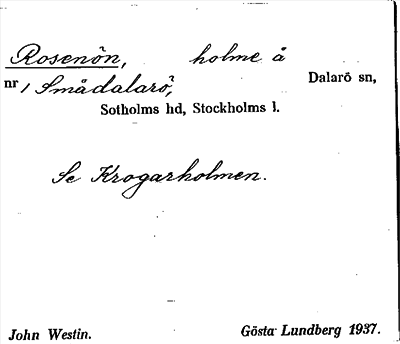 Rosenön, holme å
nr 1 Smådalarö, Dalarö sn,
Sotholms hd, Stockholms l.
Se Krogarholmen.
John Westin. Gösta Lundberg 1937.